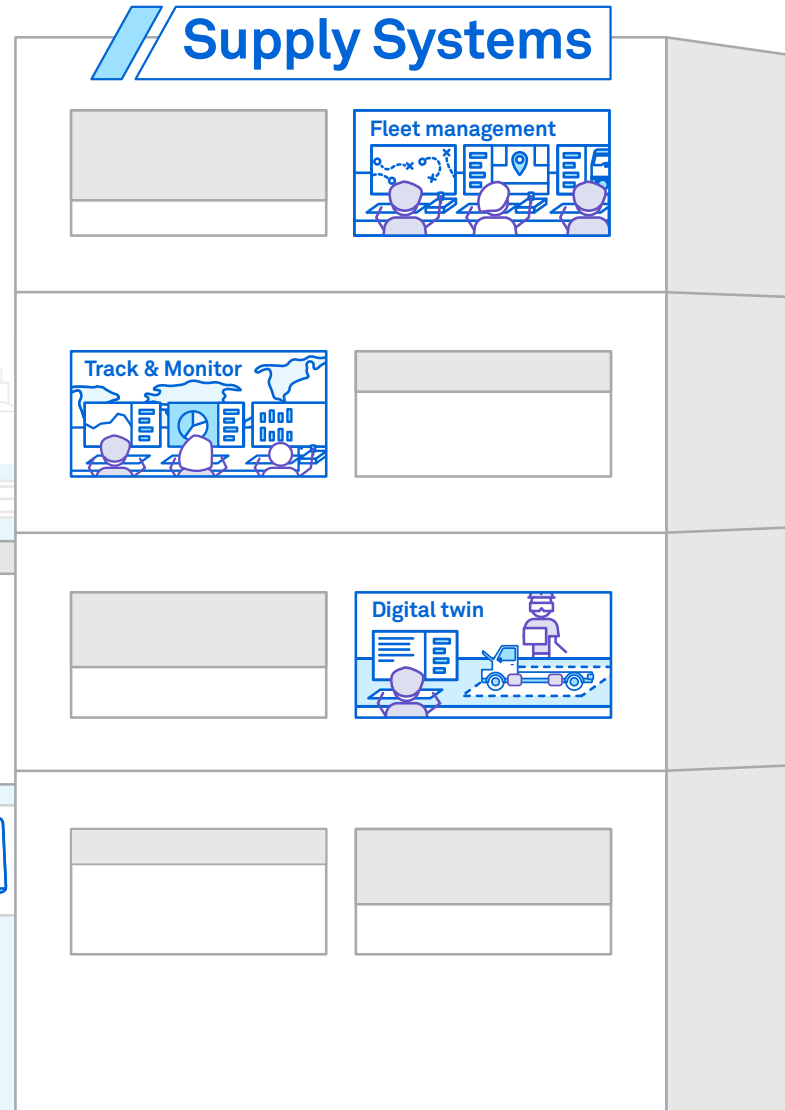 Supply Systems
Fleet management
Track & Monitor
Digital twin